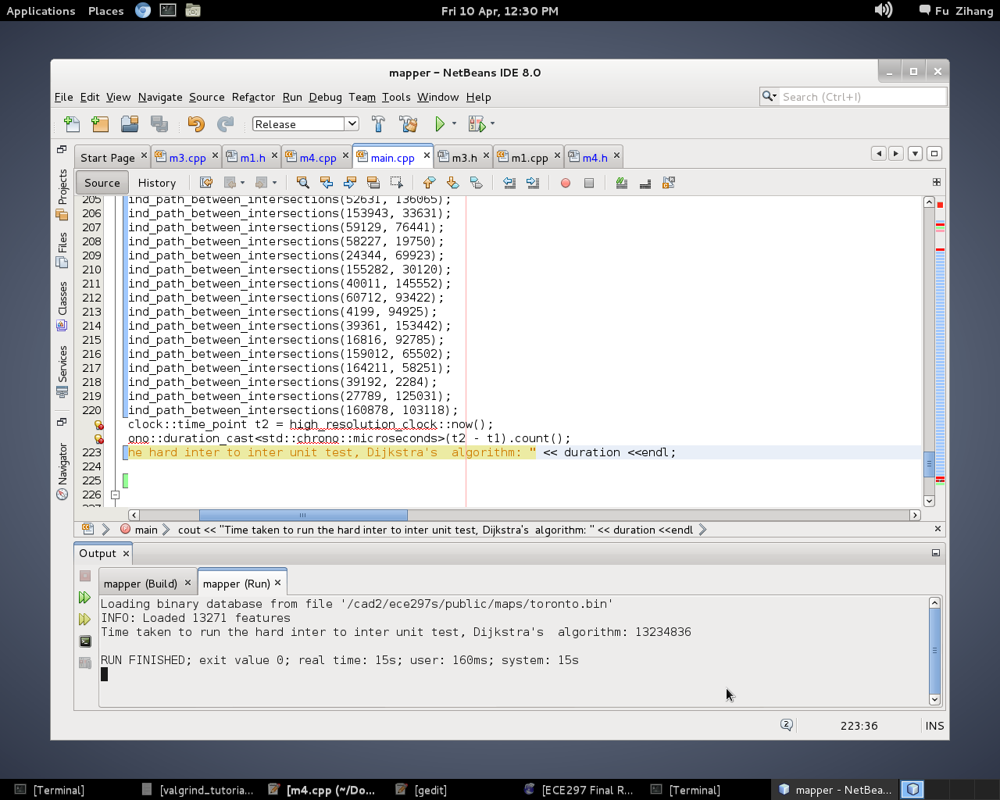 Applications Places Fri 10 Apr, 12:30 PM Fu Zihang
mapper – NetBeans IDE 8.0
File Edit View Navigate Source Refactor Run Debug Team Tools Window Help Search (Ctrl+I)
Release
Start Page m3.cpp m1.h m4.cpp main.cpp m3.h m1.cpp m4.h
Source History
Projects
Files
Classes
Services
Navigator
205 ind_path_between_intersections(52631, 136065);
206 ind_path_between_intersections(153943, 33631);
207 ind_path_between_intersections(59129, 76441);
208 ind_path_between_intersections(58227, 19750);
209 ind_path_between_intersections(24344, 69923);
210 ind_path_between_intersections(155282, 30120);
211 ind_path_between_intersections(40011, 145552);
212 ind_path_between_intersections(60712, 93422);
213 ind_path_between_intersections(4199, 94925);
214 ind_path_between_intersections(39361, 153442);
215 ind_path_between_intersections(16816, 92785);
216 ind_path_between_intersections(159012, 65502);
217 ind_path_between_intersections(164211, 58251);
218 ind_path_between_intersections(39192, 2284);
219 ind_path_between_intersections(27789, 125031);
220 ind_path_between_intersections(160878, 103118);
clock::time_point t2 = high_resolution_clock::now();
ono::duration_cast<std::chrono::microseconds>(t2 - t1).count();
223 he hard inter to inter unit test, Dijkstra's  algorithm: " << duration <<endl;
224
225
226
main cout << "Time taken to run the hard inter to inter unit test, Dijkstra's  algorithm: " << duration <<endl
Output
mapper (Build) mapper (Run)
Loading binary database from file '/cad2/ece297s/public/maps/toronto.bin'
INFO: Loaded 13271 features
Time taken to run the hard inter to inter unit test, Dijkstra's  algorithm: 13234836
RUN FINISHED; exit value 0; real time: 15s; user: 160ms; system: 15s
2 223:36 INS
[Terminal] [valgrind_tutoria... [m4.cpp (~/Do... [gedit] [ECE297 Final R... [Terminal] mapper – NetBea...